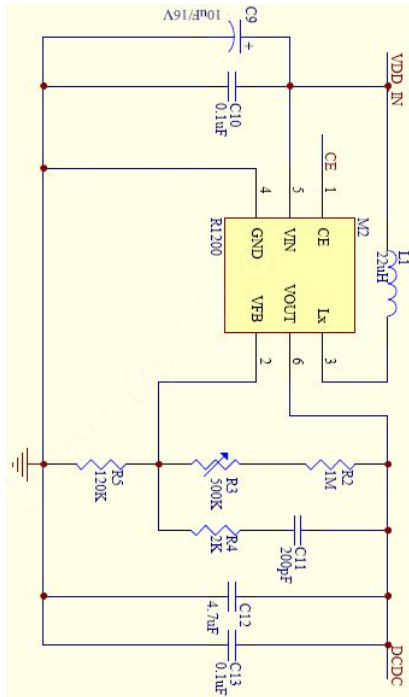 VDD_IN
C9
10uF/16V
C10
0.1uF
CE
1
5
4
M2
CE
VIN
GND
R1200
Lx
VOUT
VFB
3
6
2
L1
22uH
R2
1M
R3
500K
R5
120K
C11
200pF
R4
2K
C12
4.7uF
C13
0.1uF
DCDC